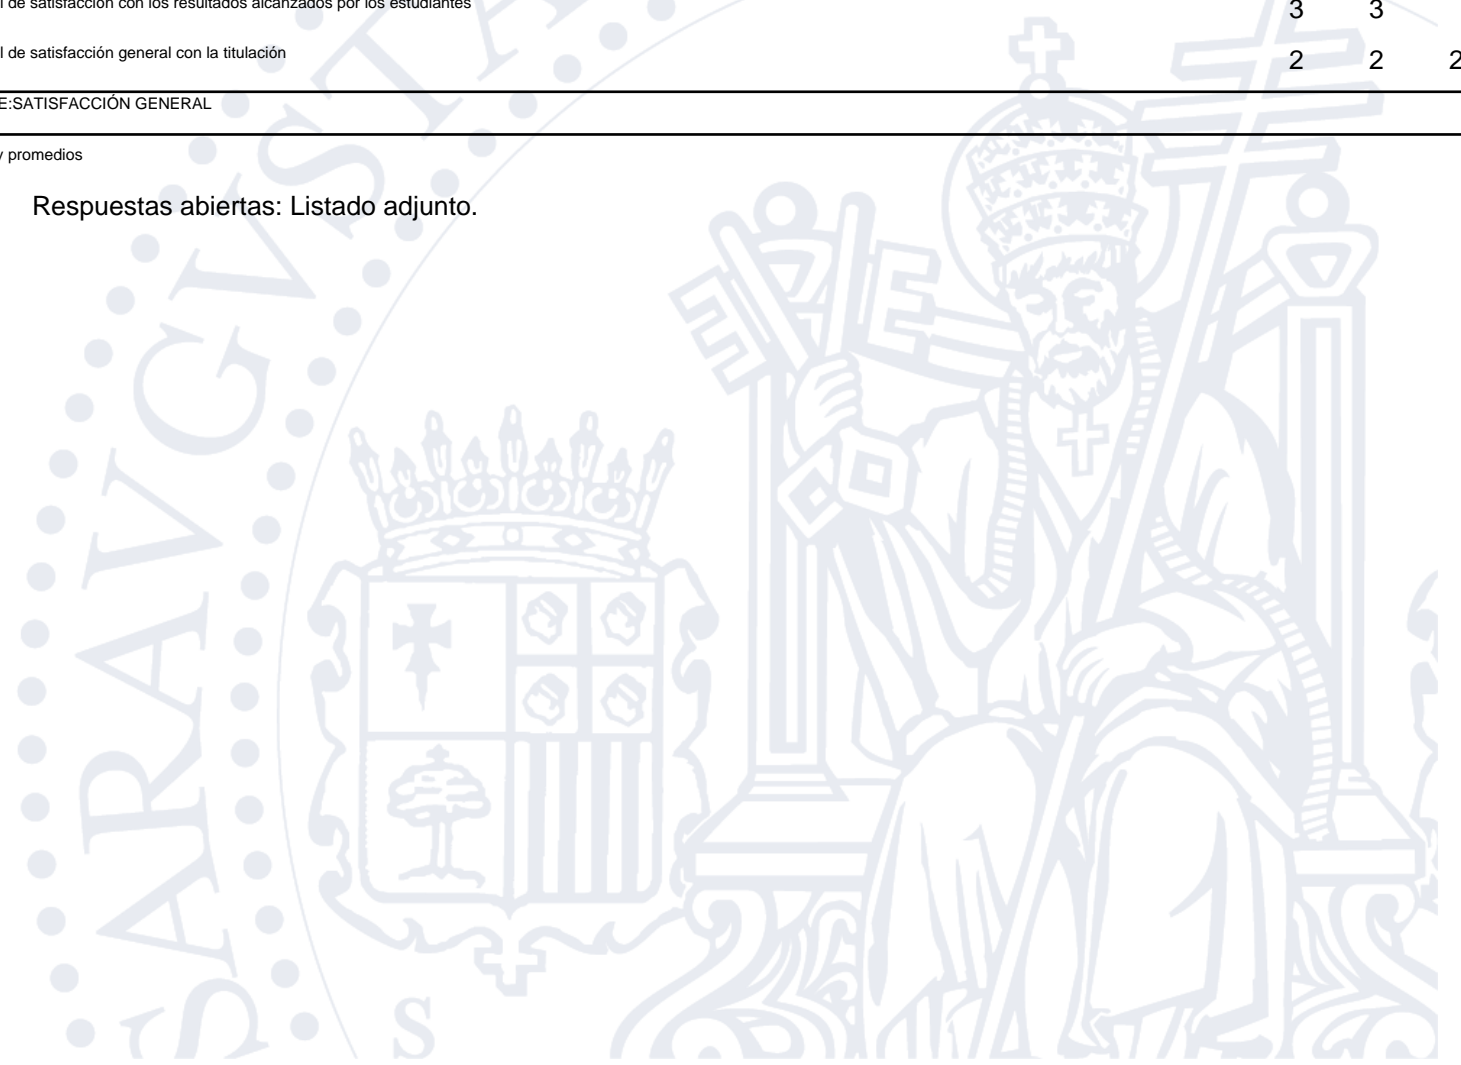 l de satisfacción con los resultados alcanzados por los estudiantes 3 3
l de satisfacción general con la titulación 2 2 2
E:SATISFACCIÓN GENERAL
y promedios
Respuestas abiertas: Listado adjunto.
SARAVGVSTA
S